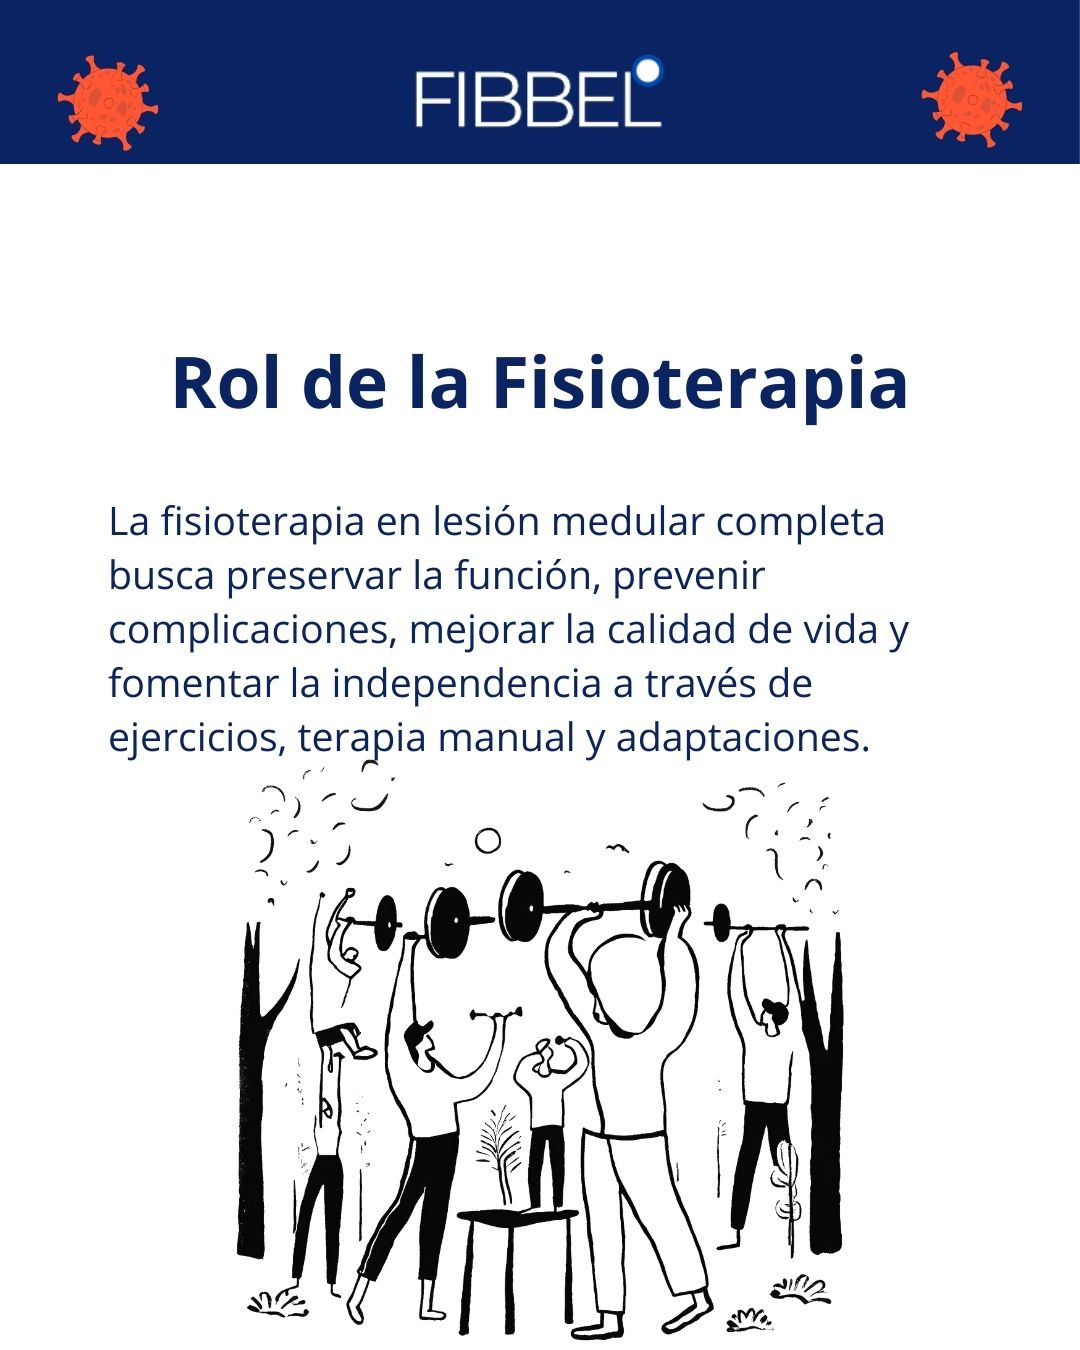 FIBBEL
Rol de la Fisioterapia
La fisioterapia en lesión medular completa
busca preservar la función, prevenir
complicaciones, mejorar la calidad de vida y
fomentar la independencia a través de
ejercicios, terapia manual y adaptaciones.